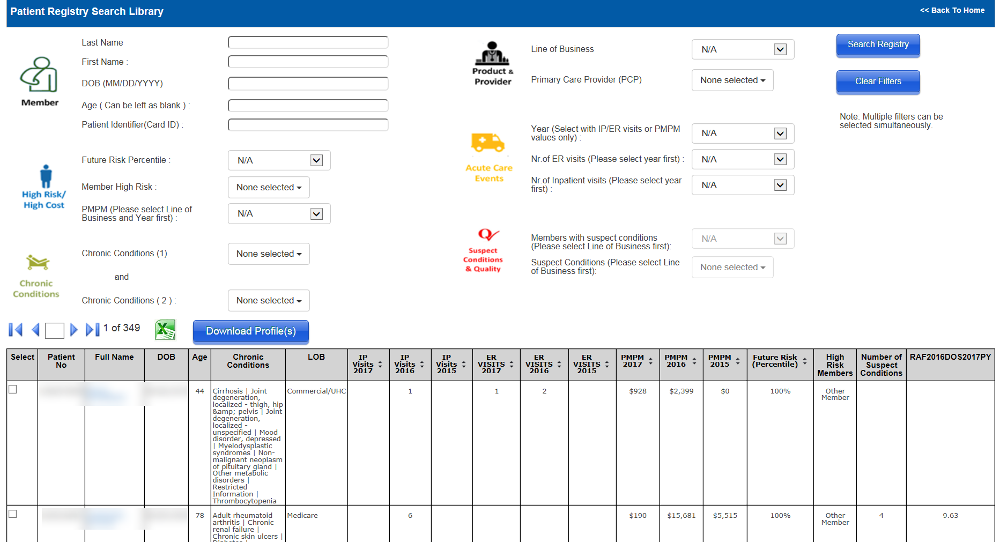 Patient Registry Search Library
<< Back To Home
Member
Last Name
First Name :
DOB (MM/DD/YYYY)
Age ( Can be left as blank ) :
Patient Identifier(Card ID) :
High Risk/
High Cost
Future Risk Percentile :
N/A
Member High Risk :
None selected
PMPM (Please select Line of
Business and Year first) :
N/A
Chronic
Conditions
Chronic Conditions (1)
None selected
and
Chronic Conditions ( 2 ) :
None selected
Product &
Provider
Line of Business
N/A
Primary Care Provider (PCP)
None selected
Acute Care
Events
Year (Select with IP/ER visits or PMPM
values only) :
N/A
Nr.of ER visits (Please select year first) :
N/A
Nr.of Inpatient visits (Please select year
first) :
N/A
Suspect
Conditions
& Quality
Members with suspect conditions
(Please select Line of Business first):
N/A
Suspect Conditions (Please select Line
of Business first):
None selected
Search Registry
Clear Filters
Note: Multiple filters can be
selected simultaneously.
1 of 349
Download Profile(s)
Select
Patient
No
Full Name
DOB
Age
Chronic
Conditions
LOB
IP
Visits
2017
IP
Visits
2016
IP
Visits
2015
ER
VISITS
2017
ER
VISITS
2016
ER
VISITS
2015
PMPM
2017
PMPM
2016
PMPM
2015
Future Risk
(Percentile)
High
Risk
Members
Number of
Suspect
Conditions
RAF2016DOS2017PY
44
Cirrhosis | Joint
degeneration,
localized - thigh, hip
&amp; pelvis | Joint
degeneration,
localized -
unspecified | Mood
disorder, depressed
| Myelodysplastic
syndromes | Non-
malignant neoplasm
of pituitary gland |
Other metabolic
disorders |
Restricted
Information |
Thrombocytopenia
Commercial/UHC
1
1
2
$928
$2,399
$0
100%
Other
Member
78
Adult rheumatoid
arthritis | Chronic
renal failure |
Chronic skin ulcers |
Diabetes |
Medicare
6
$190
$15,681
$5,515
100%
Other
Member
4
9.63